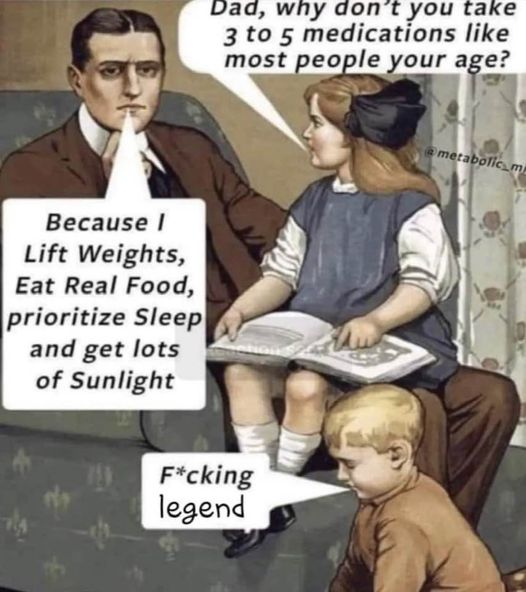 Dad, why don't you take
3 to 5 medications like
most people your age?
@metabolic_m
Because I
Lift Weights,
Eat Real Food,
prioritize Sleep
and get lots
of Sunlight
F*cking
legend